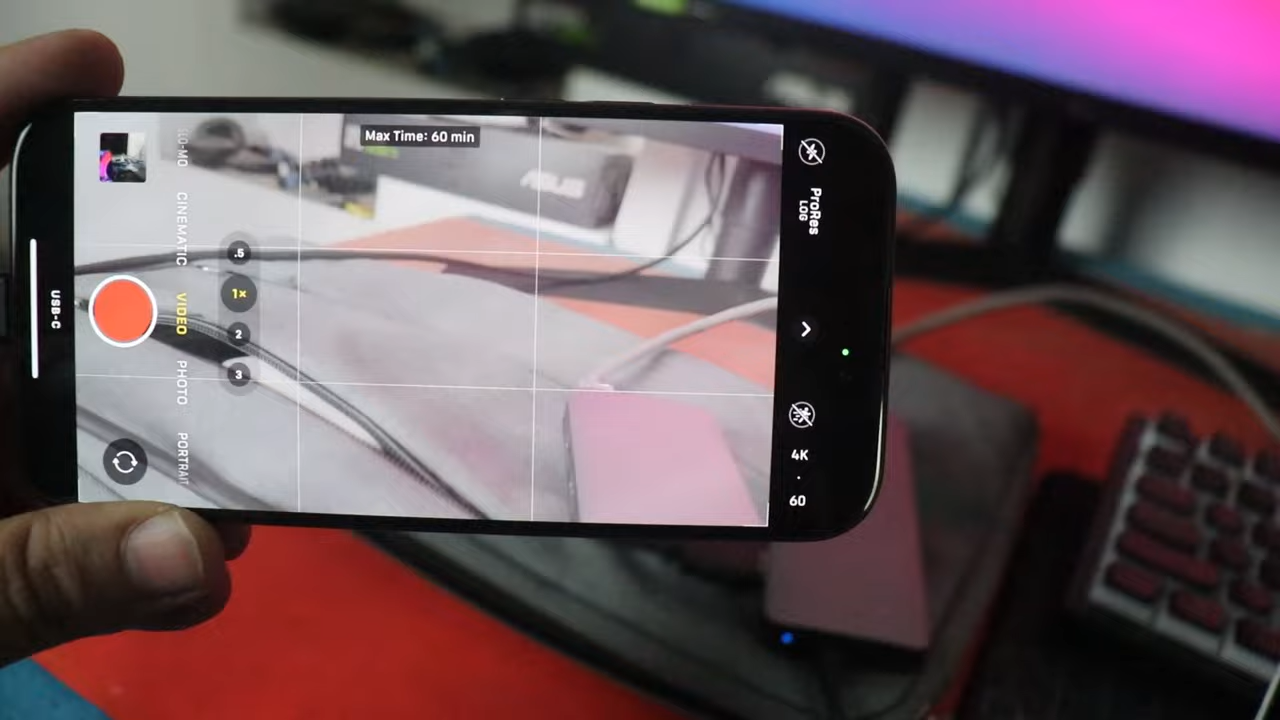 Max Time: 60 min
ASUS
SLO-MO
CINEMATIC
VIDEO
PHOTO
PORTRAIT
.5
1×
2
3
USB-C
ProRes
LOG
4K
·
60